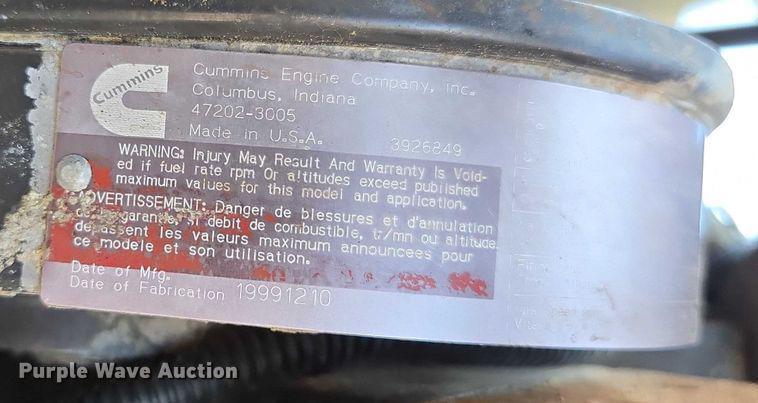 Cummins
Cummins Engine Company, Inc.
Columbus, Indiana
47202-3005
Made in U.S.A. 3926849
WARNING: Injury May Result And Warranty Is Void-
ed if fuel rate rpm Or altitudes exceed published
maximum values for this model and application.
AVERTISSEMENT: Danger de blessures et d'annulation
garantie, si debit de combustible, tr/mn ou altitude
depassent les valeurs maximum announcees pour
ce modele et son utilisation.
Date of Mfg.
Date of Fabrication 19991210
Purple Wave Auction